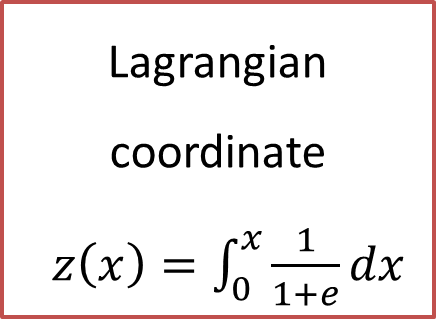 Lagrangian
coordinate
z(x) = ∫₀ˣ 1/(1+e) dx